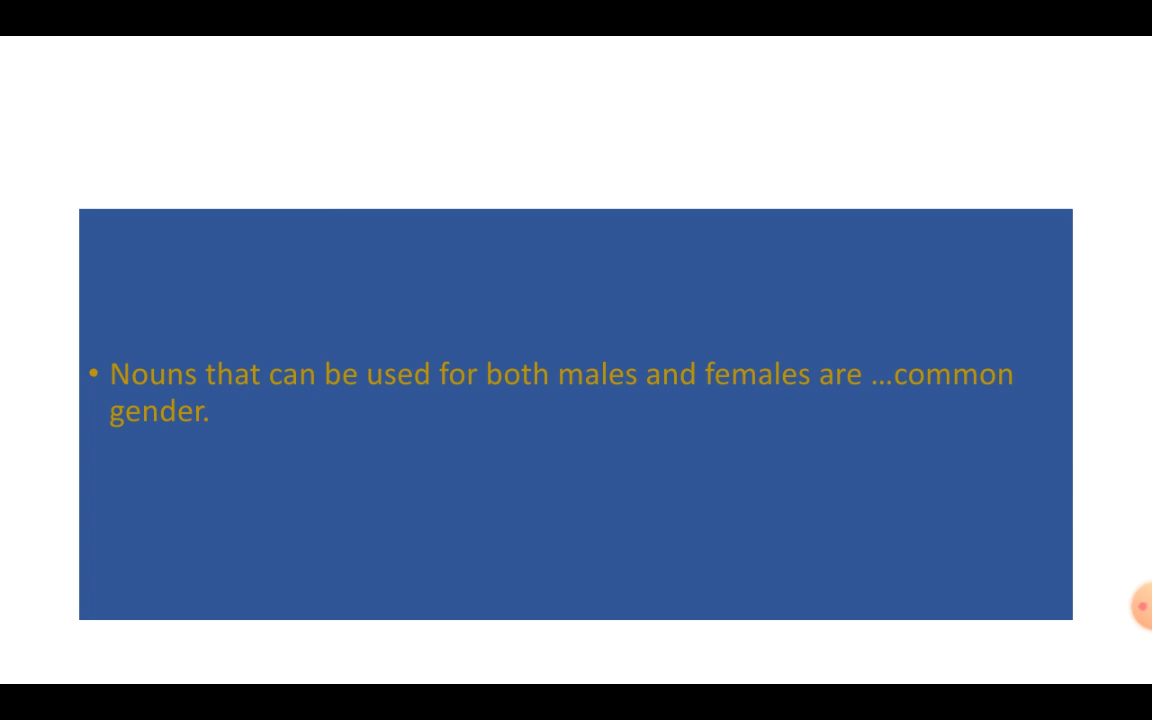 • Nouns that can be used for both males and females are ...common
gender.